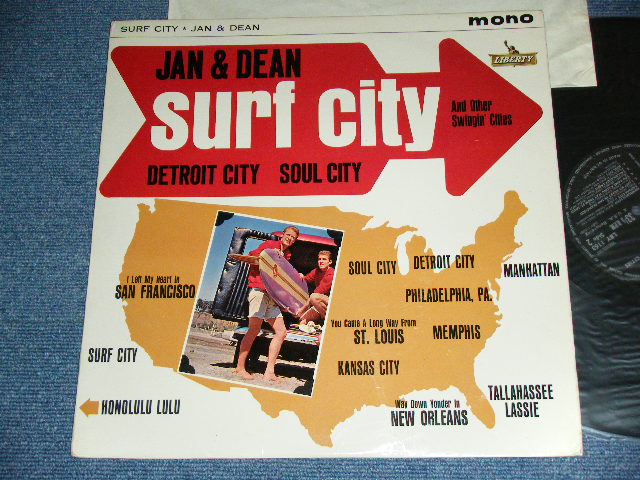 SURF CITY ★ JAN & DEAN
mono
JAN & DEAN
LIBERTY
surf city
And Other
Swingin' Cities
DETROIT CITY SOUL CITY
I Left My Heart In
SAN FRANCISCO
SOUL CITY
DETROIT CITY
MANHATTAN
PHILADELPHIA, PA.
You Came A Long Way From
ST. LOUIS
MEMPHIS
SURF CITY
KANSAS CITY
HONOLULU LULU
Way Down Yonder In
NEW ORLEANS
TALLAHASSEE
LASSIE